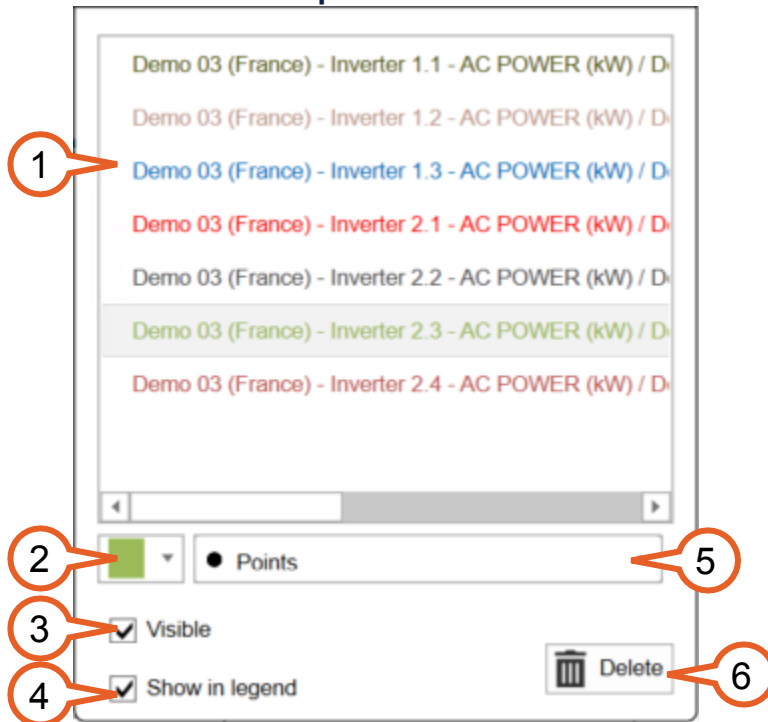 Demo 03 (France) - Inverter 1.1 - AC POWER (kW) / D
Demo 03 (France) - Inverter 1.2 - AC POWER (kW) / D
1
Demo 03 (France) - Inverter 1.3 - AC POWER (kW) / D
Demo 03 (France) - Inverter 2.1 - AC POWER (kW) / D
Demo 03 (France) - Inverter 2.2 - AC POWER (kW) / D
Demo 03 (France) - Inverter 2.3 - AC POWER (kW) / D
Demo 03 (France) - Inverter 2.4 - AC POWER (kW) / D
2
Points
5
3
Visible
Delete
6
4
Show in legend